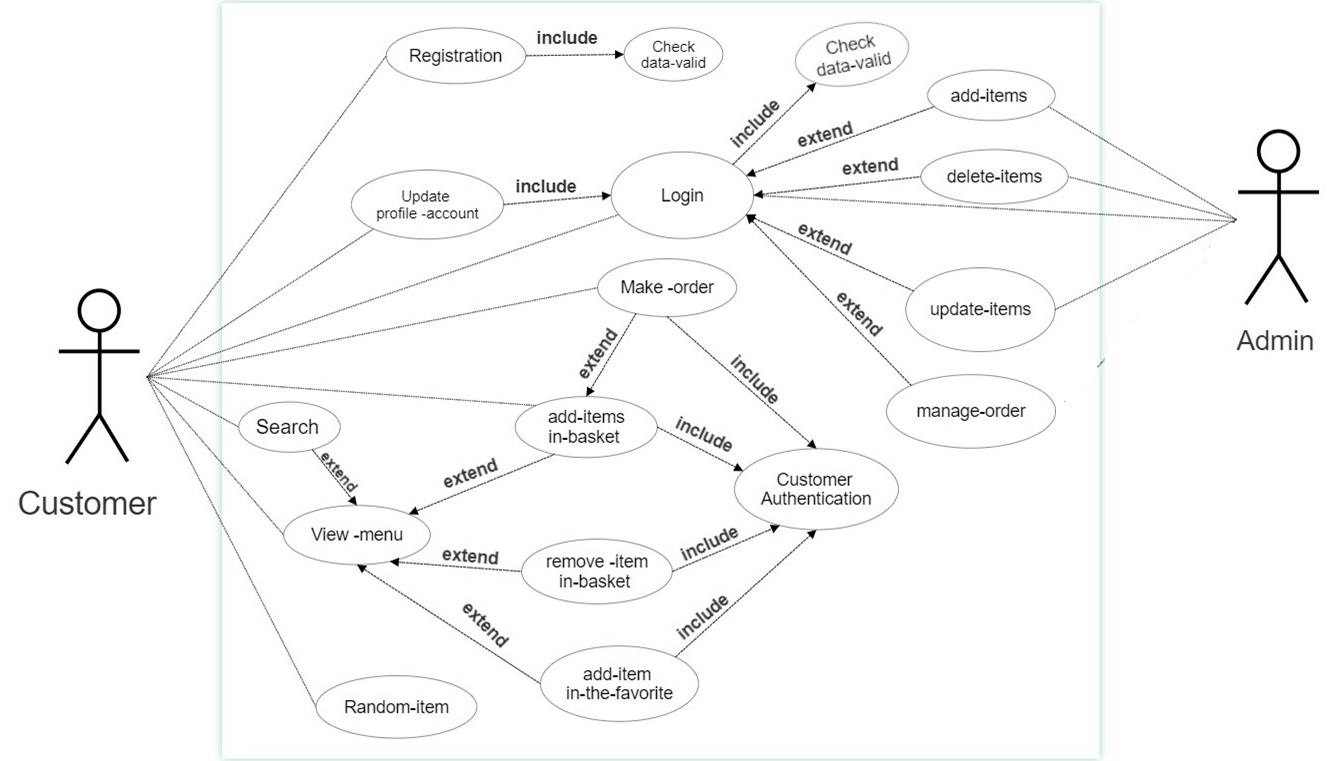 Registration
include
Check
data-valid
Check
data-valid
include
add-items
extend
Update
profile -account
include
Login
extend
delete-items
extend
update-items
Make -order
extend
manage-order
Admin
extend
include
Search
extend
add-items
in-basket
include
extend
Customer
Authentication
Customer
View -menu
extend
remove -item
in-basket
include
extend
add-item
in-the-favorite
include
Random-item